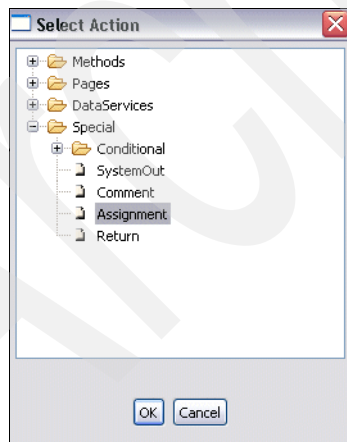 Select Action
Methods
Pages
DataServices
Special
Conditional
SystemOut
Comment
Assignment
Return
OK Cancel